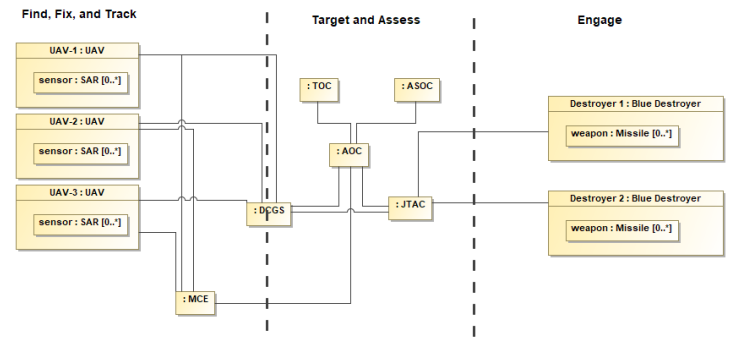 Find, Fix, and Track
Target and Assess
Engage
UAV-1 : UAV
sensor : SAR [0..*]
UAV-2 : UAV
sensor : SAR [0..*]
UAV-3 : UAV
sensor : SAR [0..*]
: TOC
: ASOC
: AOC
: DCGS
: JTAC
: MCE
Destroyer 1 : Blue Destroyer
weapon : Missile [0..*]
Destroyer 2 : Blue Destroyer
weapon : Missile [0..*]